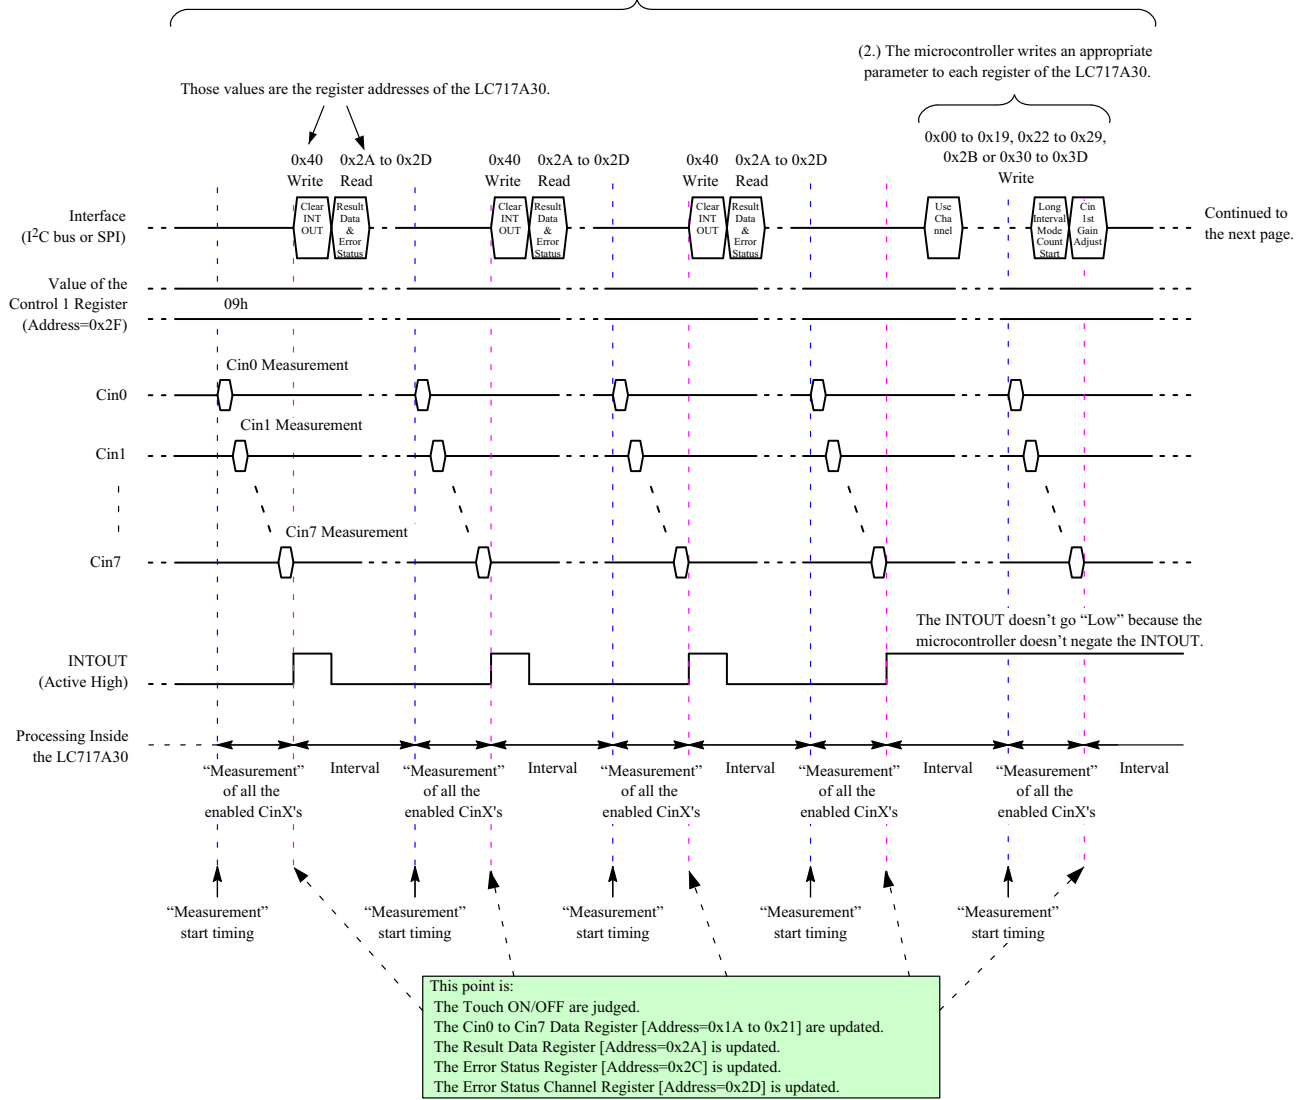 (2.) The microcontroller writes an appropriate
parameter to each register of the LC717A30.
Those values are the register addresses of the LC717A30.
0x00 to 0x19, 0x22 to 0x29,
0x2B or 0x30 to 0x3D
Write
0x40
Write
0x2A to 0x2D
Read
0x40
Write
0x2A to 0x2D
Read
0x40
Write
0x2A to 0x2D
Read
Interface
(I2C bus or SPI)
Clear
INT
OUT
Result
Data
&
Error
Status
Clear
INT
OUT
Result
Data
&
Error
Status
Clear
INT
OUT
Result
Data
&
Error
Status
Use
Cha
nnel
Long
Interval
Mode
Count
Start
Cin
1st
Gain
Adjust
Continued to
the next page.
Value of the
Control 1 Register
(Address=0x2F)
09h
Cin0 Measurement
Cin0
Cin1 Measurement
Cin1
Cin7 Measurement
Cin7
The INTOUT doesn’t go “Low” because the
microcontroller doesn’t negate the INTOUT.
INTOUT
(Active High)
Processing Inside
the LC717A30
“Measurement”
of all the
enabled CinX's
Interval
“Measurement”
of all the
enabled CinX's
Interval
“Measurement”
of all the
enabled CinX's
Interval
“Measurement”
of all the
enabled CinX's
Interval
“Measurement”
of all the
enabled CinX's
Interval
“Measurement”
start timing
“Measurement”
start timing
“Measurement”
start timing
“Measurement”
start timing
“Measurement”
start timing
This point is:
The Touch ON/OFF are judged.
The Cin0 to Cin7 Data Register [Address=0x1A to 0x21] are updated.
The Result Data Register [Address=0x2A] is updated.
The Error Status Register [Address=0x2C] is updated.
The Error Status Channel Register [Address=0x2D] is updated.